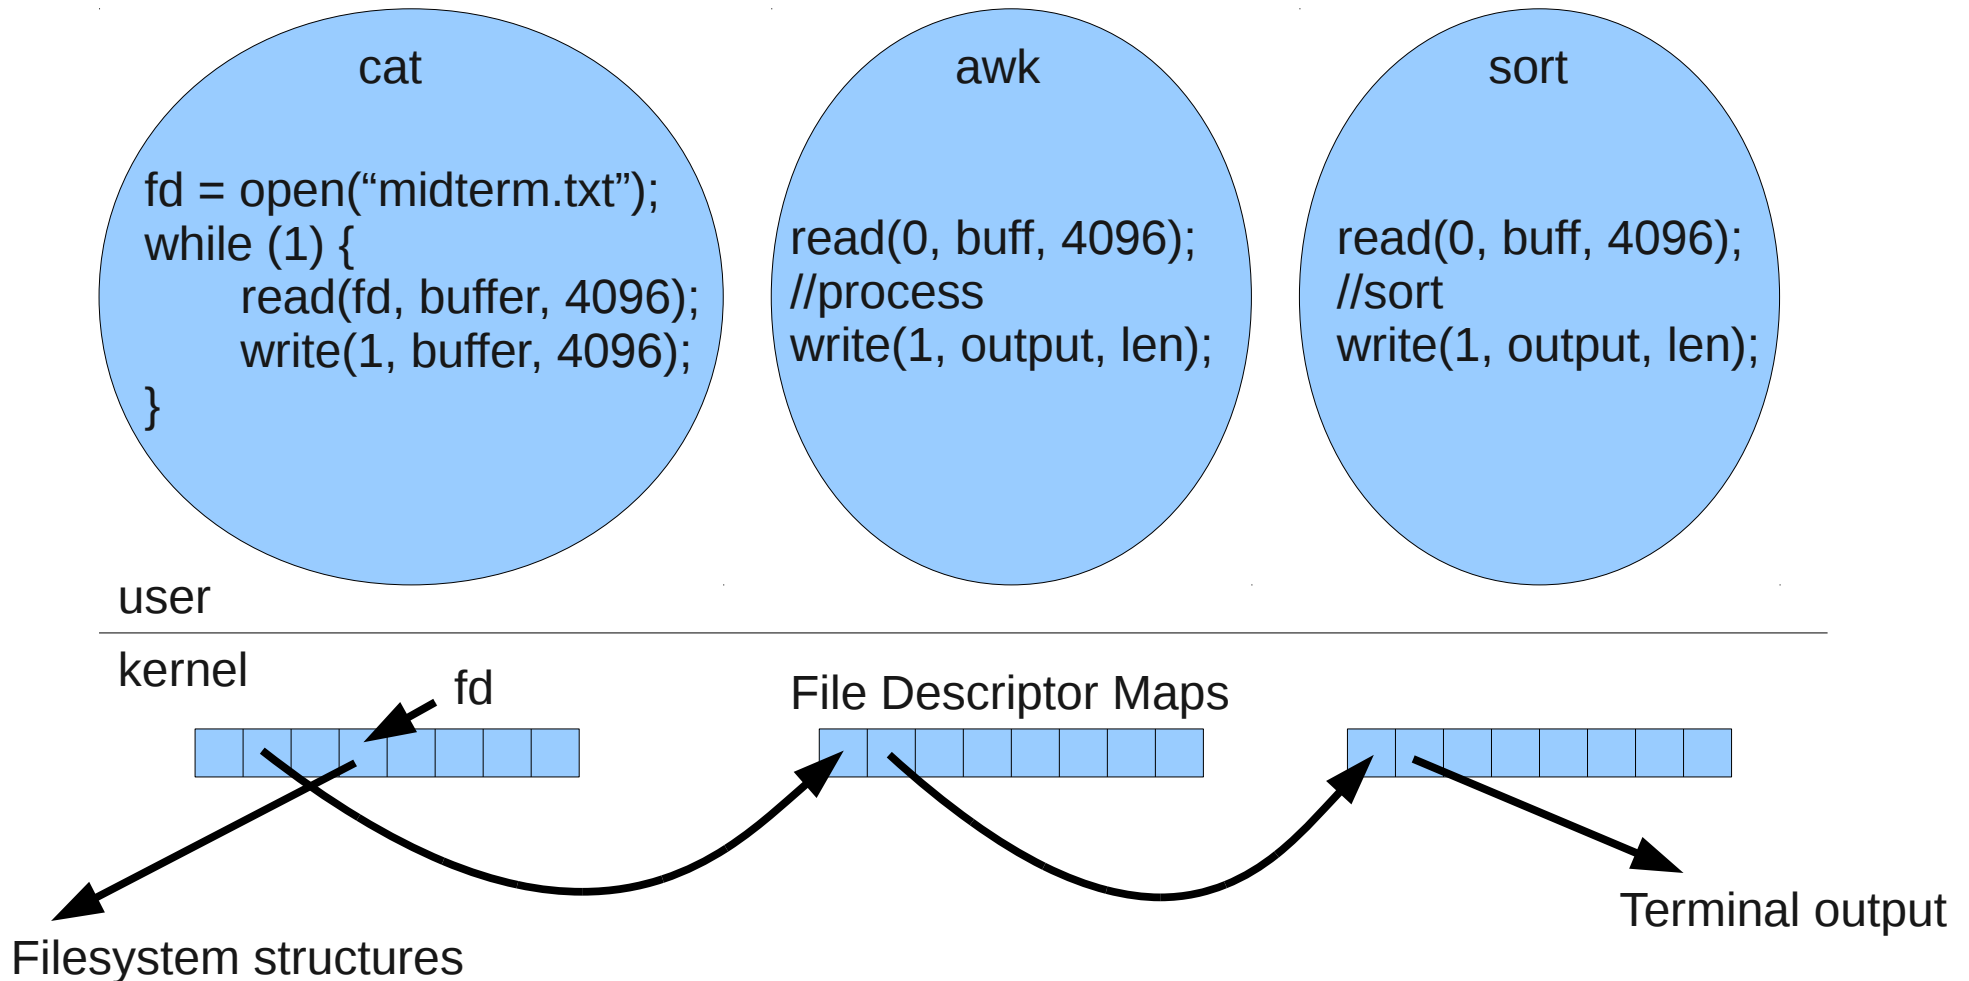 cat
fd = open(“midterm.txt”);
while (1) {
read(fd, buffer, 4096);
write(1, buffer, 4096);
}
awk
read(0, buff, 4096);
//process
write(1, output, len);
sort
read(0, buff, 4096);
//sort
write(1, output, len);
user
kernel
fd
File Descriptor Maps
Terminal output
Filesystem structures